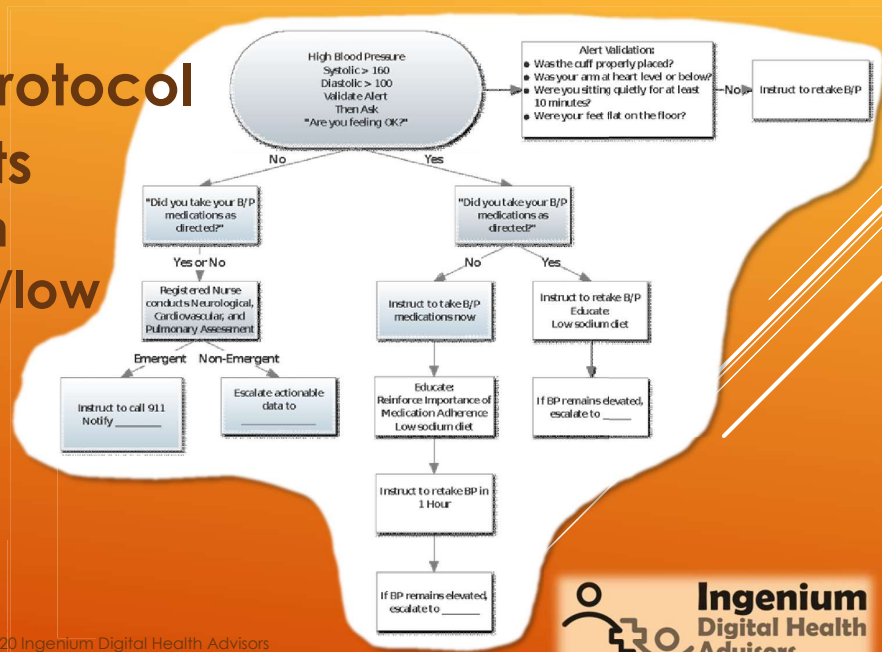 rotocol
ts
/low
High Blood Pressure
Systolic > 160
Diastolic > 100
Validate Alert
Then Ask
"Are you feeling OK?"
Alert Validation:
• Was the cuff properly placed?
• Was your arm at heart level or below?
• Were you sitting quietly for at least
10 minutes?
• Were your feet flat on the floor?
No
Instruct to retake B/P
No
Yes
"Did you take your B/P
medications as
directed?"
"Did you take your B/P
medications as
directed?"
Yes or No
No
Yes
Registered Nurse
conducts Neurological,
Cardiovascular, and
Pulmonary Assessment
Instruct to take B/P
medications now
Instruct to retake B/P
Educate:
Low sodium diet
Emergent
Non-Emergent
Instruct to call 911
Notify ________
Escalate actionable
data to
____________
Educate:
Reinforce Importance of
Medication Adherence
Low sodium diet
If BP remains elevated,
escalate to _____
Instruct to retake BP in
1 Hour
If BP remains elevated,
escalate to ______
20 Ingenium Digital Health Advisors
Ingenium
Digital Health
Advisors